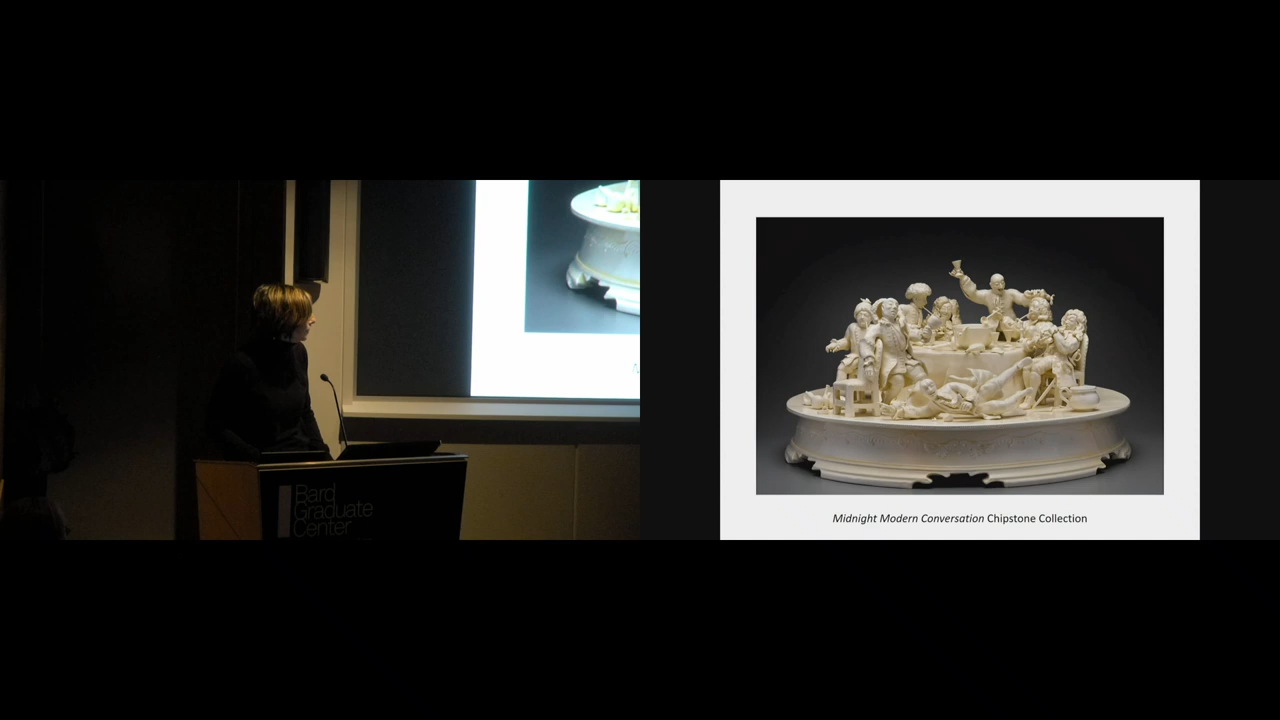 Bard
Graduate
Center
Midnight Modern Conversation Chipstone Collection